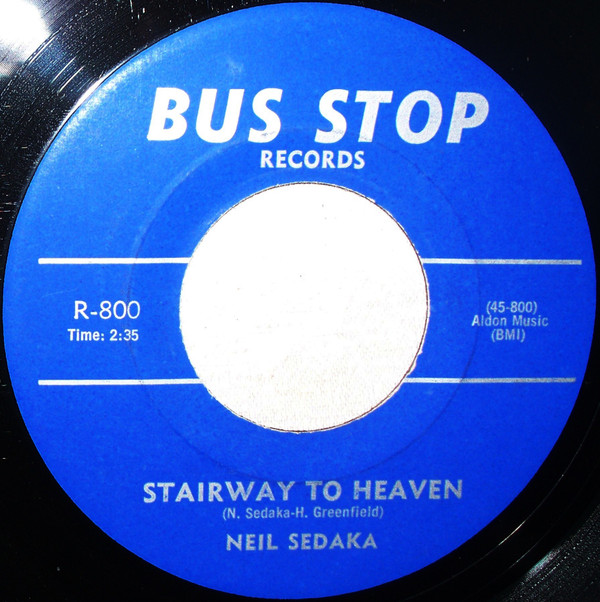 BUS STOP
RECORDS
R-800
Time: 2:35
(45-800)
Aldon Music
(BMI)
STAIRWAY TO HEAVEN
(N. Sedaka-H. Greenfield)
NEIL SEDAKA